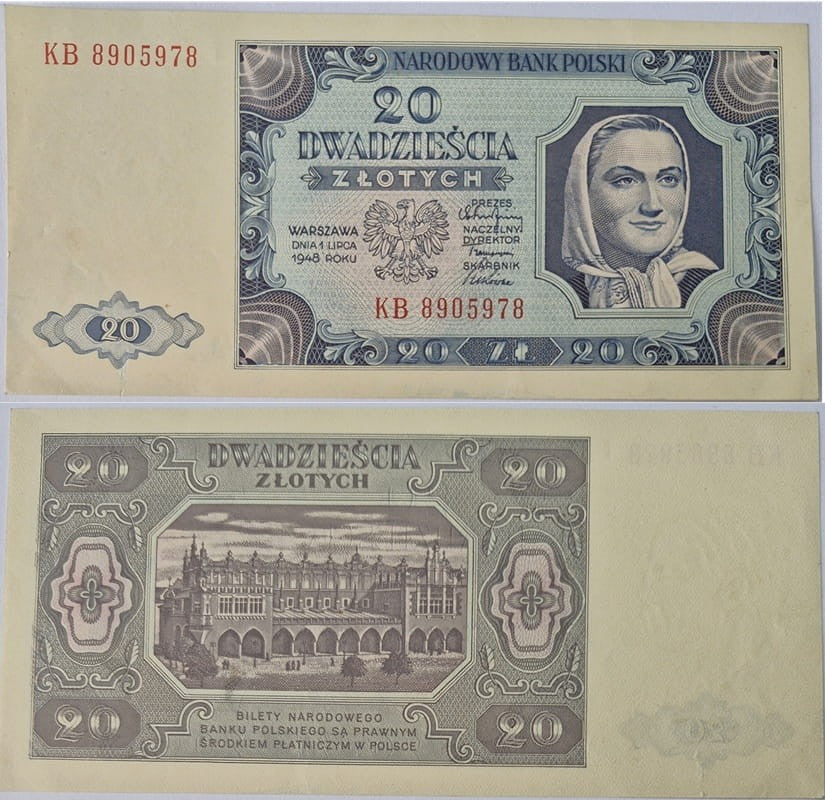 KB 8905978
NARODOWY BANK POLSKI
20
DWADZIEŚCIA
ZŁOTYCH
WARSZAWA
DNIA 1 LIPCA
1948 ROKU
PREZES
NACZELNY
DYREKTOR
SKARBNIK
KB 8905978
20
20 ZŁ 20
20 DWADZIEŚCIA 20
ZŁOTYCH
BILETY NARODOWEGO
BANKU POLSKIEGO SĄ PRAWNYM
ŚRODKIEM PŁATNICZYM W POLSCE
20 20